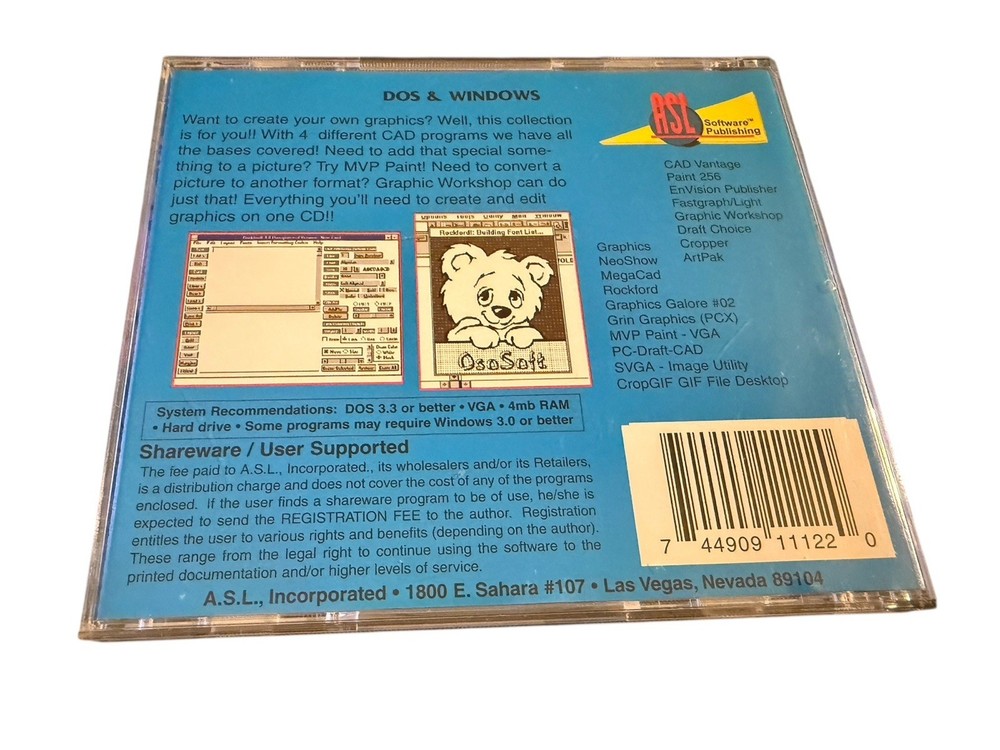 DOS & WINDOWS
Want to create your own graphics? Well, this collection
is for you!! With 4 different CAD programs we have all
the bases covered! Need to add that special some-
thing to a picture? Try MVP Paint! Need to convert a
picture to another format? Graphic Workshop can do
just that! Everything you'll need to create and edit
graphics on one CD!!
ASL Software™
Publishing
CAD Vantage
Paint 256
EnVision Publisher
Fastgraph/Light
Graphic Workshop
Draft Choice
Cropper
ArtPak
Graphics
NeoShow
MegaCad
Rockford
Graphics Galore #02
Grin Graphics (PCX)
MVP Paint - VGA
PC-Draft-CAD
SVGA - Image Utility
CropGIF GIF File Desktop
Rockford!: Building Font List...
OsoSoft
System Recommendations: DOS 3.3 or better • VGA • 4mb RAM
• Hard drive • Some programs may require Windows 3.0 or better
Shareware / User Supported
The fee paid to A.S.L., Incorporated., its wholesalers and/or its Retailers,
is a distribution charge and does not cover the cost of any of the programs
enclosed. If the user finds a shareware program to be of use, he/she is
expected to send the REGISTRATION FEE to the author. Registration
entitles the user to various rights and benefits (depending on the author).
These range from the legal right to continue using the software to the
printed documentation and/or higher levels of service.
A.S.L., Incorporated • 1800 E. Sahara #107 • Las Vegas, Nevada 89104
7 44909 11122 0